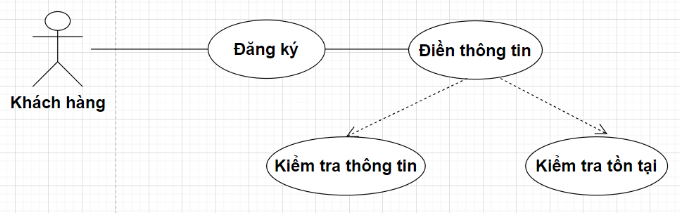 Đăng ký
Điền thông tin
Khách hàng
Kiểm tra thông tin
Kiểm tra tồn tại